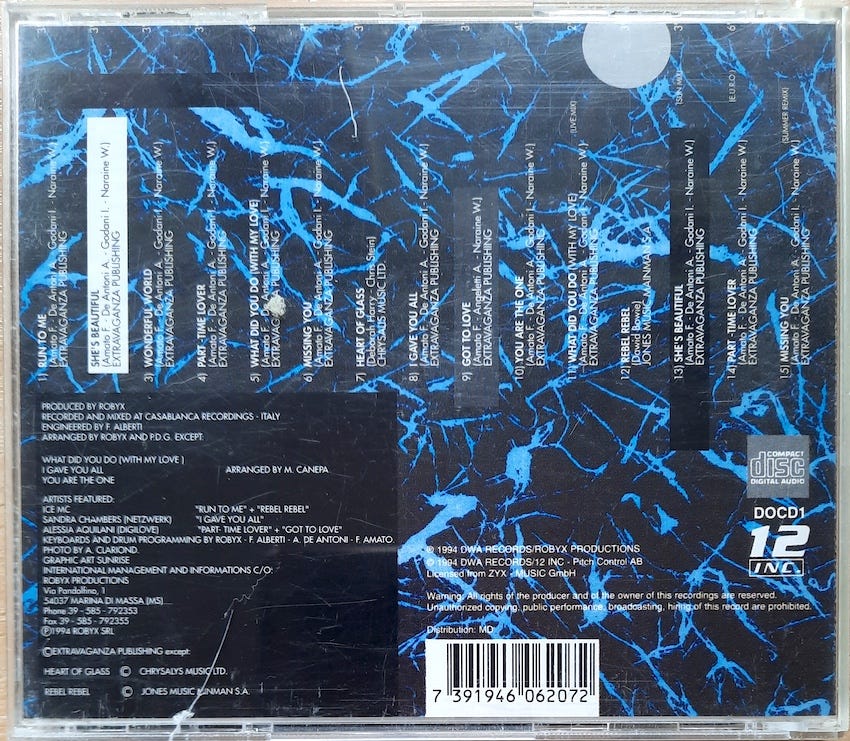 1) RUN TO ME
(Amato F. - De Antoni A. - Godani I. - Naraine W.)
EXTRAVAGANZA PUBLISHING
SHE'S BEAUTIFUL
(Amato F. - De Antoni A. - Godani I. - Naraine W.)
EXTRAVAGANZA PUBLISHING
3) WONDERFUL WORLD
(Amato F. - De Antoni A. - Godani I. - Naraine W.)
EXTRAVAGANZA PUBLISHING
4) PART - TIME LOVER
(Amato F. - De Antoni A. - Godani I. - Naraine W.)
EXTRAVAGANZA PUBLISHING
5) WHAT DID YOU DO (WITH MY LOVE)
(Amato F. - De Antoni A. - Godani I. - Naraine W.)
EXTRAVAGANZA PUBLISHING
6) MISSING YOU
(Amato F. - De Antoni A. - Godani I. - Naraine W.)
EXTRAVAGANZA PUBLISHING
7) HEART OF GLASS
(Deborah Harry - Chris Stein)
CHRYSALIS MUSIC LTD.
8) I GAVE YOU ALL
(Amato F. - De Antoni A. - Godani I. - Naraine W.)
EXTRAVAGANZA PUBLISHING
9) GOT TO LOVE
(Amato F. - De Antoni A. - Naraine W.)
EXTRAVAGANZA PUBLISHING
10) YOU ARE THE ONE
(Amato F. - De Antoni A. - Godani I. - Naraine W.)
EXTRAVAGANZA PUBLISHING
11) WHAT DID YOU DO (WITH MY LOVE) (LIVE MIX)
(Amato F. - De Antoni A. - Godani I. - Naraine W.)
EXTRAVAGANZA PUBLISHING
12) REBEL REBEL
(David Bowie)
JONES MUSIC MAINMAN S.A.
13) SHE'S BEAUTIFUL (SUN MIX)
(Amato F. - De Antoni A. - Godani I. - Naraine W.)
EXTRAVAGANZA PUBLISHING
14) PART - TIME LOVER (E.U.R.O.)
(Amato F. - De Antoni A. - Godani I. - Naraine W.)
EXTRAVAGANZA PUBLISHING
15) MISSING YOU (SUMMER REMIX)
(Amato F. - De Antoni A. - Godani I. - Naraine W.)
EXTRAVAGANZA PUBLISHING
PRODUCED BY ROBYX
RECORDED AND MIXED AT CASABLANCA RECORDINGS - ITALY
ENGINEERED BY F. ALBERTI
ARRANGED BY ROBYX AND P.D.G. EXCEPT:
WHAT DID YOU DO (WITH MY LOVE )
I GAVE YOU ALL ARRANGED BY M. CANEPA
YOU ARE THE ONE
ARTISTS FEATURED:
ICE MC "RUN TO ME" + "REBEL REBEL"
SANDRA CHAMBERS (NETZWERK) "I GAVE YOU ALL"
ALESSIA AQUILANI (DIGILOVE) "PART- TIME LOVER" + "GOT TO LOVE"
KEYBOARDS AND DRUM PROGRAMMING BY ROBYX - F. ALBERTI - A. DE ANTONI - F. AMATO.
PHOTO BY A. CLARIOND.
GRAPHIC ART SUNRISE
INTERNATIONAL MANAGEMENT AND INFORMATIONS C/O:
ROBYX PRODUCTIONS
Via Pandolfino, 1
54037 MARINA DI MASSA (MS)
Phone 39 - 585 - 792353
Fax 39 - 585 - 792355
Ⓟ1994 ROBYX SRL
©EXTRAVAGANZA PUBLISHING except:
HEART OF GLASS © CHRYSALYS MUSIC LTD.
REBEL REBEL © JONES MUSIC MINMAN S.A.
COMPACT
disc
DIGITAL AUDIO
DOCD1
12
INC.
℗ 1994 DWA RECORDS/ROBYX PRODUCTIONS
© 1994 DWA RECORDS/12 INC - Pitch Control AB
Licensed from ZYX - MUSIC GmbH
Warning: All rights of the producer and of the owner of this recording are reserved.
Unauthorized copying, public performance, broadcasting, hiring of this record are prohibited.
Distribution: MD
7 391946 062072